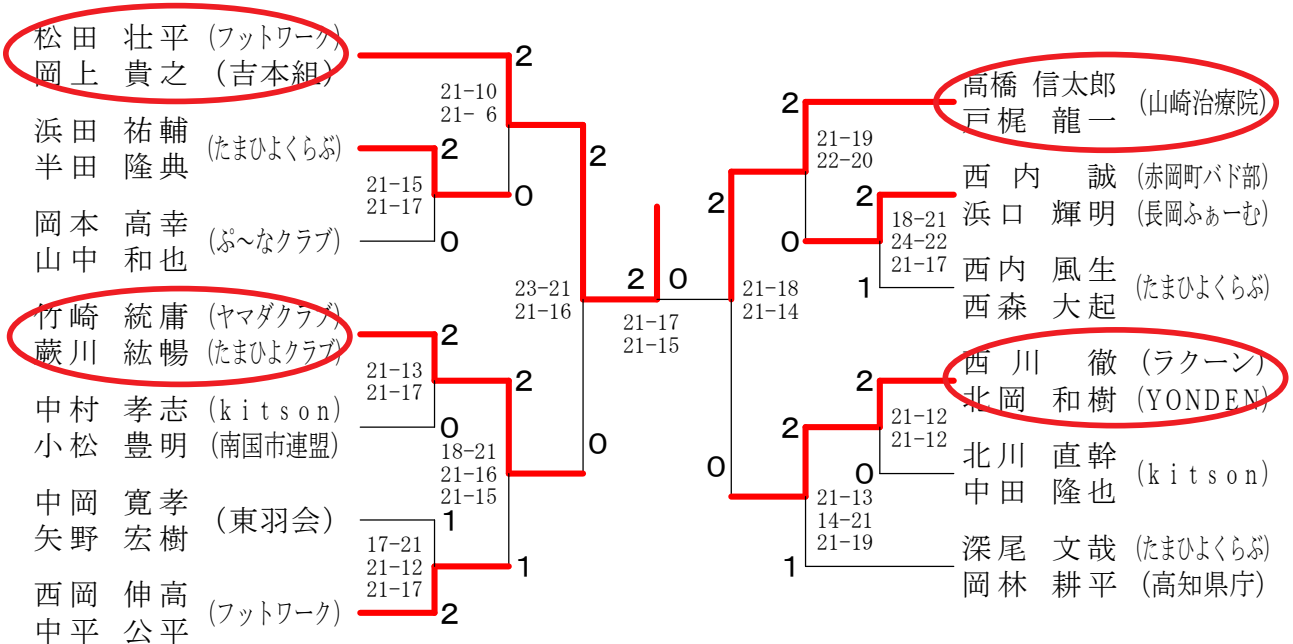 松田 壮平 (フットワーク)
岡上 貴之 (吉本組)
浜田 祐輔
半田 隆典
(たまひよくらぶ)
岡本 高幸
山中 和也
(ぷ～なクラブ)
竹崎 統庸 (ヤマダクラブ)
蕨川 紘暢 (たまひよクラブ)
中村 孝志 (kitson)
小松 豊明 (南国市連盟)
中岡 寛孝
矢野 宏樹
(東羽会)
西岡 伸高
中平 公平
(フットワーク)
2
21-10
21- 6
2
21-15
21-17
0
0
2
2
21-13
21-17
0
2
18-21
21-16
21-15
1
17-21
21-12
21-17
2
1
0
23-21
21-16
2 0
21-17
21-15
2
21-18
21-14
0
2
21-19
22-20
0
2
18-21
24-22
21-17
1
2
21-12
21-12
0
2
21-13
14-21
21-19
1
高橋 信太郎
戸梶 龍一
(山崎治療院)
西内 誠 (赤岡町バド部)
浜口 輝明 (長岡ふぁーむ)
西内 風生
西森 大起
(たまひよくらぶ)
西川 徹 (ラクーン)
北岡 和樹 (YONDEN)
北川 直幹
中田 隆也
(kitson)
深尾 文哉 (たまひよくらぶ)
岡林 耕平 (高知県庁)